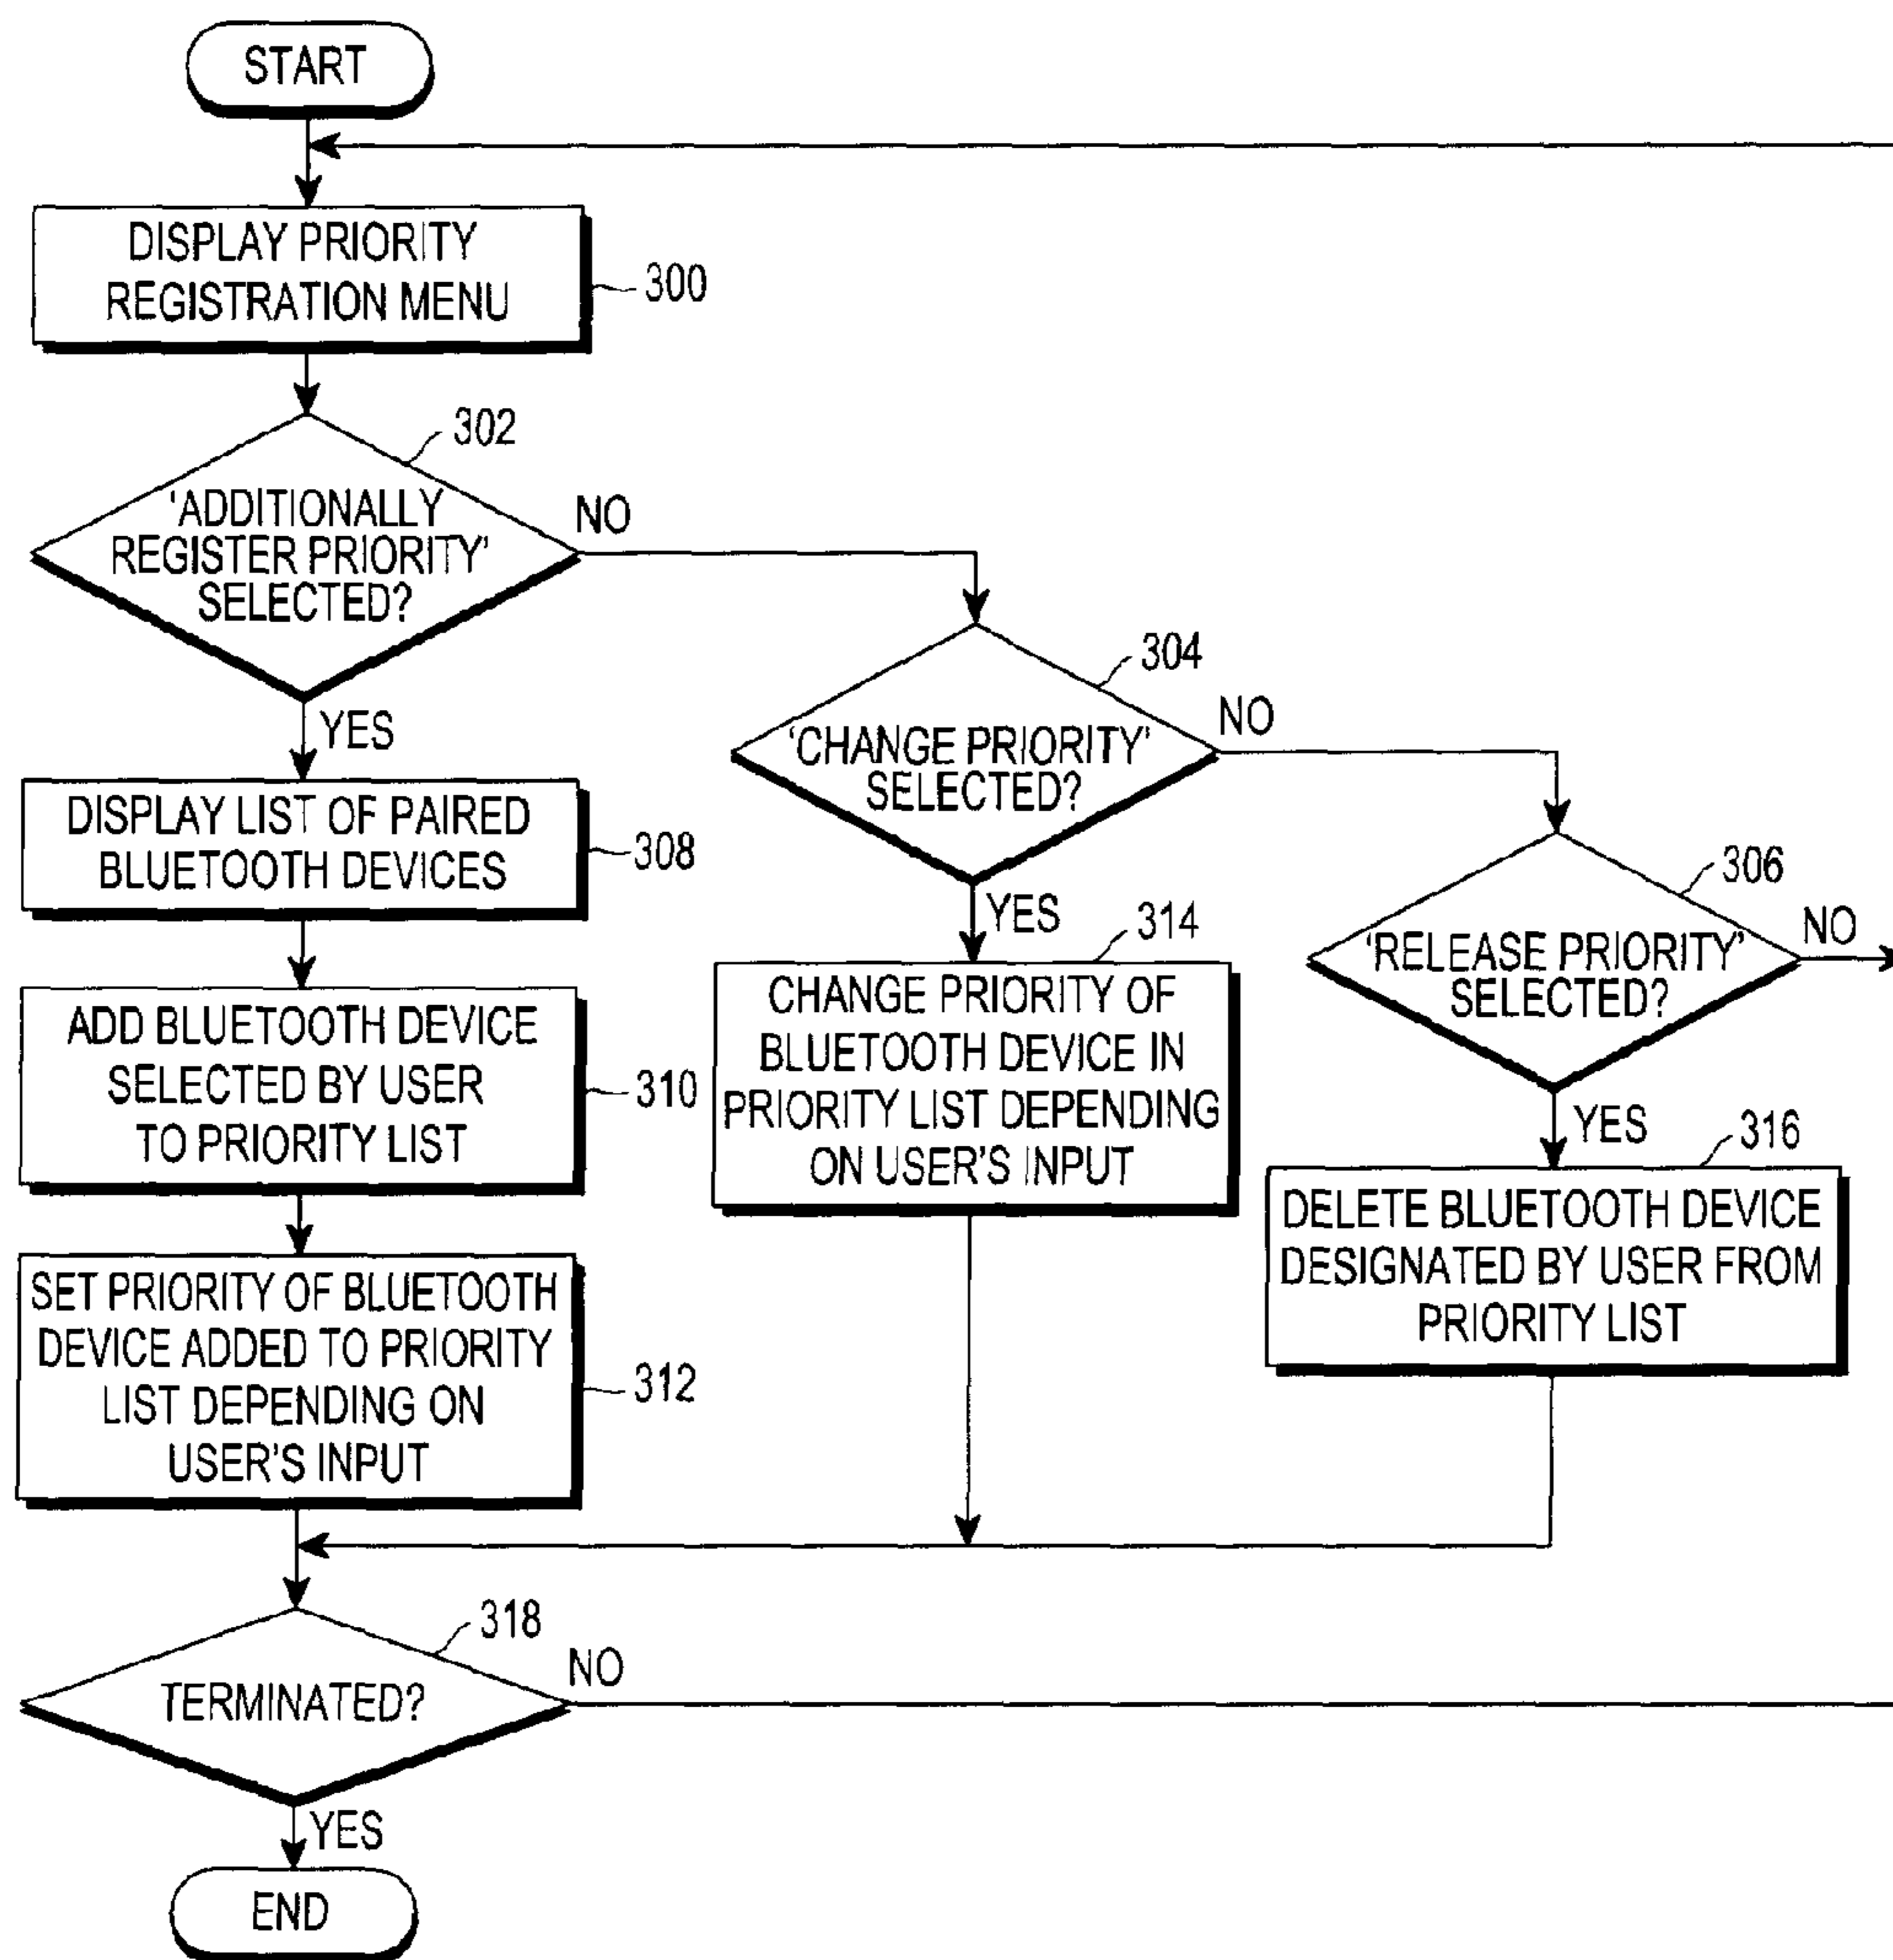 START
DISPLAY PRIORITY
REGISTRATION MENU
300
302
'ADDITIONALLY
REGISTER PRIORITY'
SELECTED?
NO
YES
304
'CHANGE PRIORITY'
SELECTED?
NO
YES
306
'RELEASE PRIORITY'
SELECTED?
NO
YES
DISPLAY LIST OF PAIRED
BLUETOOTH DEVICES
308
ADD BLUETOOTH DEVICE
SELECTED BY USER
TO PRIORITY LIST
310
SET PRIORITY OF BLUETOOTH
DEVICE ADDED TO PRIORITY
LIST DEPENDING ON
USER'S INPUT
312
314
CHANGE PRIORITY OF
BLUETOOTH DEVICE IN
PRIORITY LIST DEPENDING
ON USER'S INPUT
316
DELETE BLUETOOTH DEVICE
DESIGNATED BY USER FROM
PRIORITY LIST
318
TERMINATED?
NO
YES
END